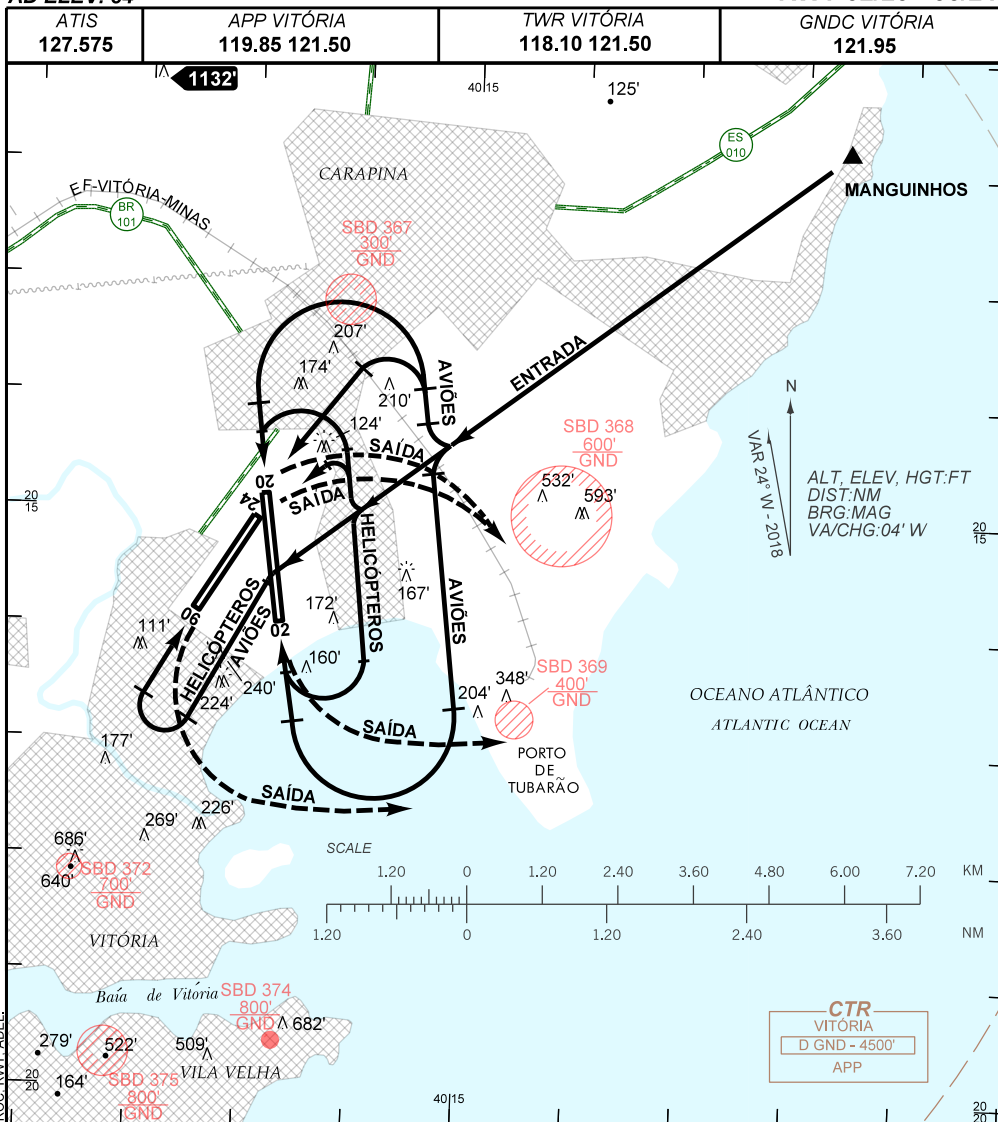 ATIS
127.575
APP VITÓRIA
119.85 121.50
TWR VITÓRIA
118.10 121.50
GNDC VITÓRIA
121.95
1132'
40 15
125'
ES
010
MANGUINHOS
CARAPINA
EF-VITÓRIA-MINAS
BR
101
SBD 367
300'
GND
207'
174'
210'
AVIÕES
ENTRADA
124'
SAÍDA
SAÍDA
SBD 368
600'
GND
532'
593'
N
VAR 24° W - 2018
ALT, ELEV, HGT:FT
DIST:NM
BRG:MAG
VA/CHG:04' W
20
15
20
15
20
24
06
02
HELICÓPTEROS
AVIÕES
HELICÓPTEROS
AVIÕES
167'
172'
111'
160'
240'
224'
SBD 369
400'
GND
348'
204'
OCEANO ATLÂNTICO
ATLANTIC OCEAN
SAÍDA
PORTO
DE
TUBARÃO
177'
SAÍDA
226'
269'
686'
640'
SBD 372
700'
GND
SCALE
1.20 0 1.20 2.40 3.60 4.80 6.00 7.20 KM
1.20 0 1.20 2.40 3.60 NM
VITÓRIA
Baía de Vitória
SBD 374
800'
GND
682'
279'
522'
509'
VILA VELHA
164'
SBD 375
800'
GND
CTR
VITÓRIA
D GND - 4500'
APP
20
20
40 15
20
20